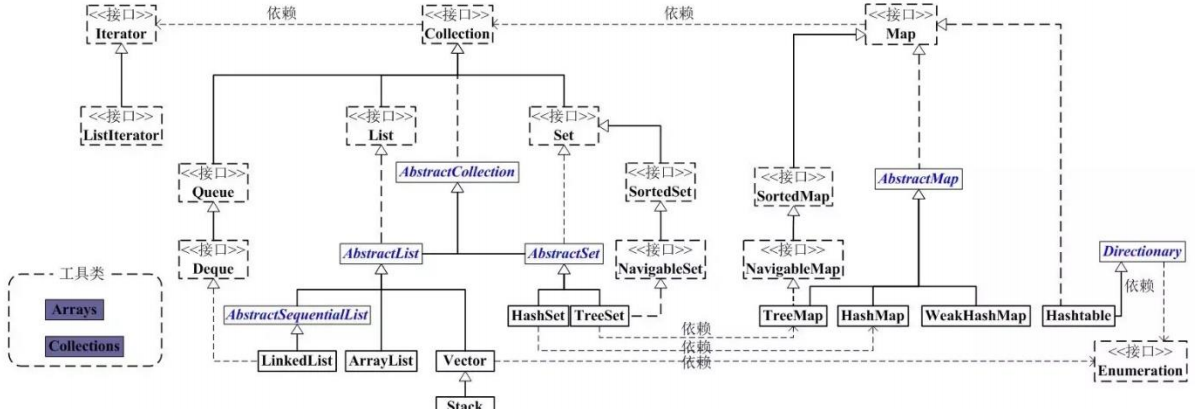 <<接口>>
Iterator
依赖
<<接口>>
Collection
依赖
<<接口>>
Map
<<接口>>
ListIterator
<<接口>>
List
<<接口>>
Set
<<接口>>
Queue
AbstractCollection
<<接口>>
SortedSet
<<接口>>
SortedMap
AbstractMap
<<接口>>
Deque
AbstractList
AbstractSet
<<接口>>
NavigableSet
<<接口>>
NavigableMap
Directionary
依赖
工具类
Arrays
Collections
AbstractSequentialList
HashSet
TreeSet
TreeMap
HashMap
WeakHashMap
Hashtable
依赖
依赖
依赖
LinkedList
ArrayList
Vector
<<接口>>
Enumeration
Stack